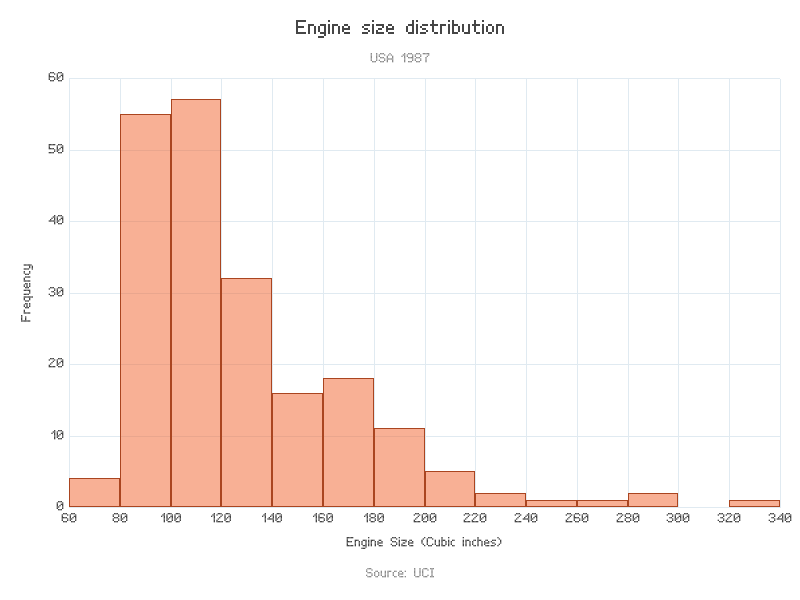 Engine size distribution
USA 1987
60
50
40
30
20
10
0
Frequency
60 80 100 120 140 160 180 200 220 240 260 280 300 320 340
Engine Size (Cubic inches)
Source: UCI